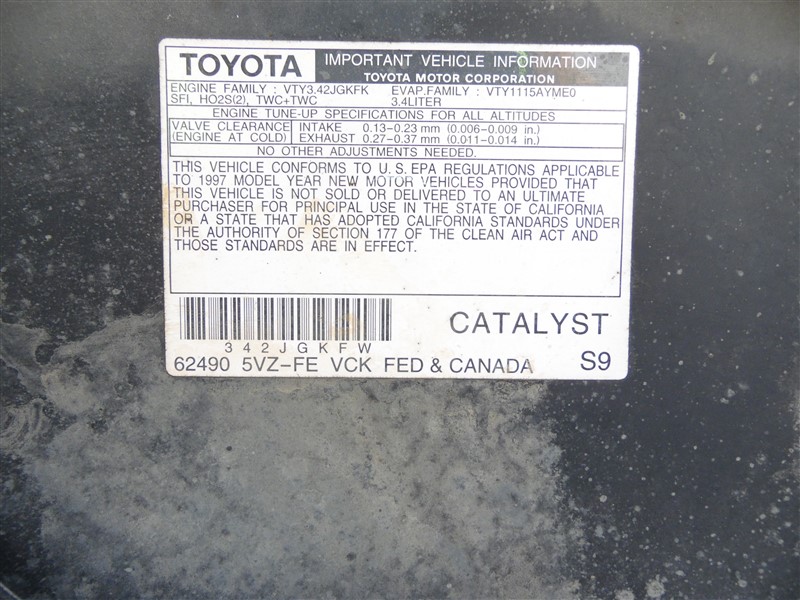 TOYOTA IMPORTANT VEHICLE INFORMATION
TOYOTA MOTOR CORPORATION
ENGINE FAMILY : VTY3.42JGKFK EVAP.FAMILY : VTY1115AYME0
SFI, HO2S(2), TWC+TWC 3.4LITER
ENGINE TUNE-UP SPECIFICATIONS FOR ALL ALTITUDES
VALVE CLEARANCE INTAKE 0.13-0.23 mm (0.006-0.009 in.)
(ENGINE AT COLD) EXHAUST 0.27-0.37 mm (0.011-0.014 in.)
NO OTHER ADJUSTMENTS NEEDED.
THIS VEHICLE CONFORMS TO U.S. EPA REGULATIONS APPLICABLE
TO 1997 MODEL YEAR NEW MOTOR VEHICLES PROVIDED THAT
THIS VEHICLE IS NOT SOLD OR DELIVERED TO AN ULTIMATE
PURCHASER FOR PRINCIPAL USE IN THE STATE OF CALIFORNIA
OR A STATE THAT HAS ADOPTED CALIFORNIA STANDARDS UNDER
THE AUTHORITY OF SECTION 177 OF THE CLEAN AIR ACT AND
THOSE STANDARDS ARE IN EFFECT.
CATALYST
342JGKFW
62490 5VZ-FE VCK FED & CANADA S9